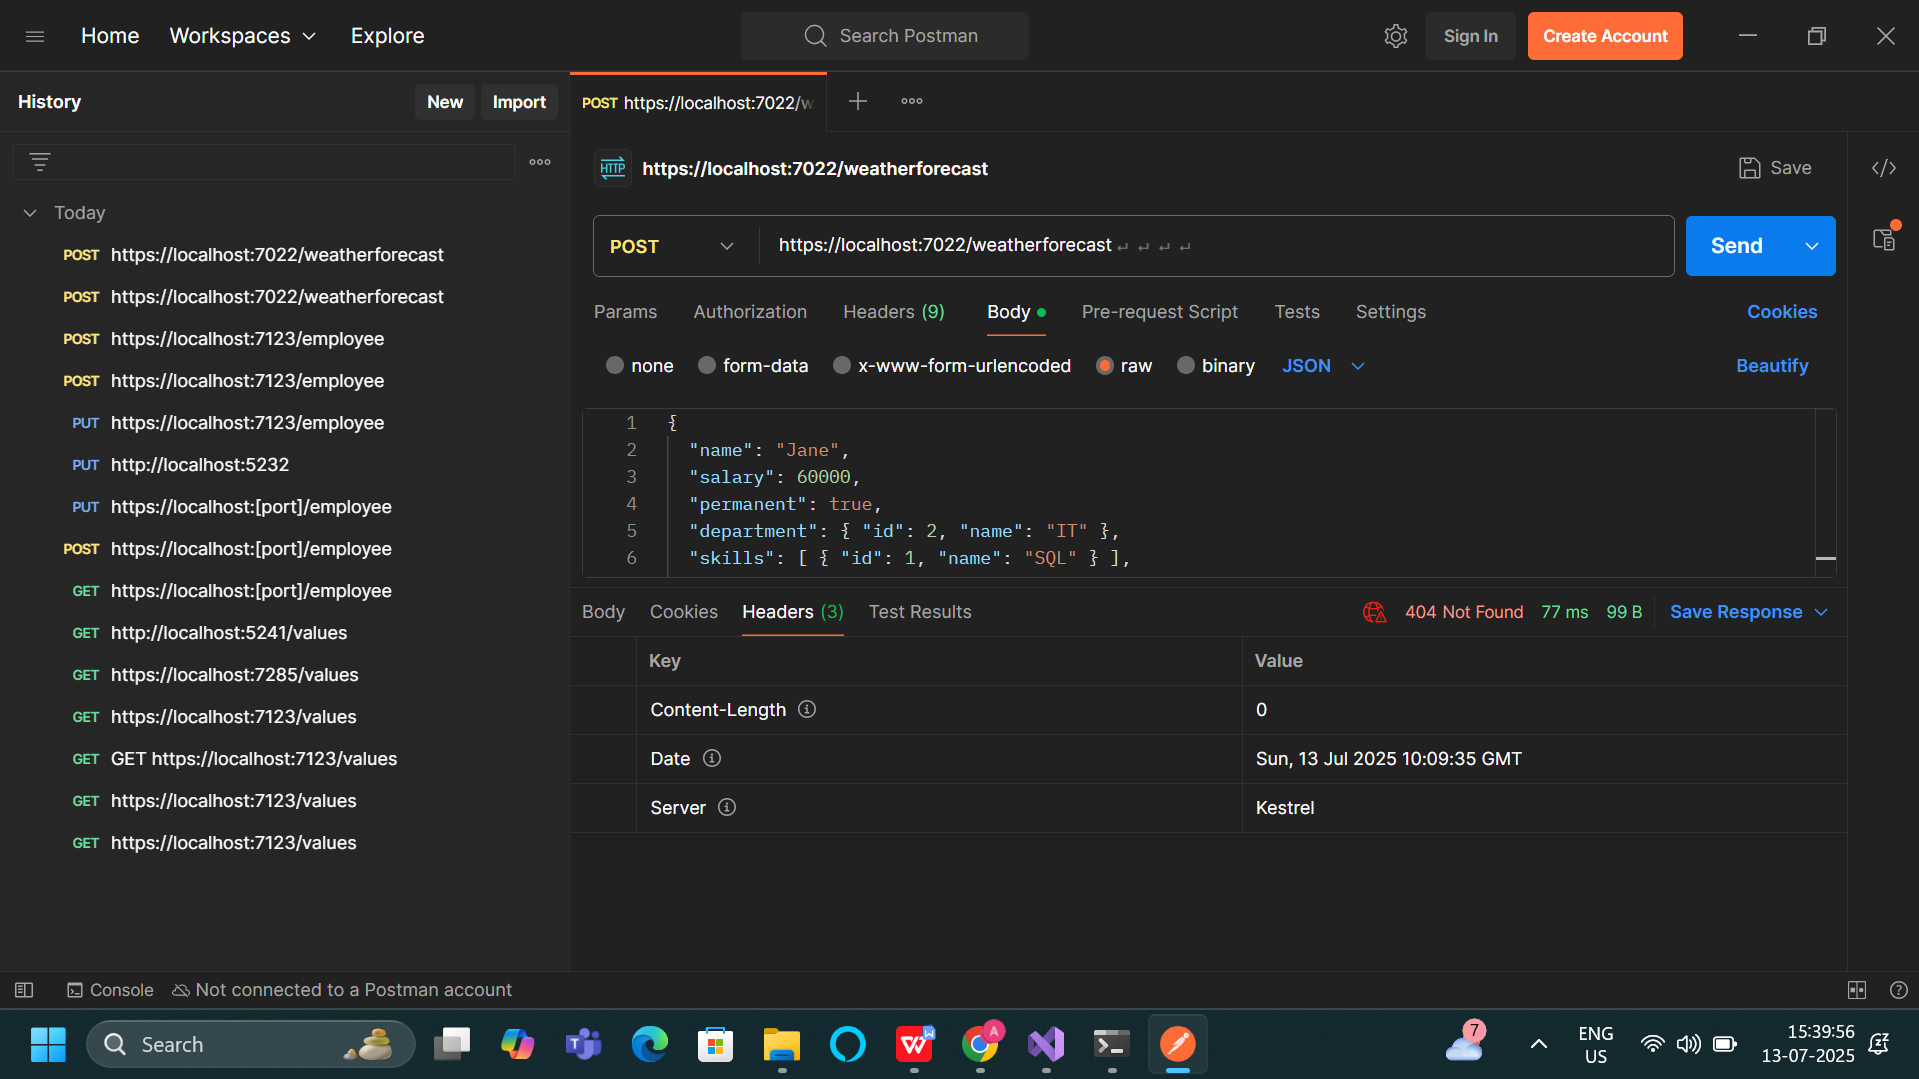 Home
Workspaces
Explore
Search Postman
Sign In
Create Account
History
New
Import
POST https://localhost:7022/w
HTTP
https://localhost:7022/weatherforecast
Save
Today
POST https://localhost:7022/weatherforecast
POST https://localhost:7022/weatherforecast
POST https://localhost:7123/employee
POST https://localhost:7123/employee
PUT https://localhost:7123/employee
PUT http://localhost:5232
PUT https://localhost:[port]/employee
POST https://localhost:[port]/employee
GET https://localhost:[port]/employee
GET http://localhost:5241/values
GET https://localhost:7285/values
GET https://localhost:7123/values
GET GET https://localhost:7123/values
GET https://localhost:7123/values
GET https://localhost:7123/values
POST
https://localhost:7022/weatherforecast ↵ ↵ ↵ ↵
Send
Params
Authorization
Headers (9)
Body
Pre-request Script
Tests
Settings
Cookies
none
form-data
x-www-form-urlencoded
raw
binary
JSON
Beautify
1 {
2 "name": "Jane",
3 "salary": 60000,
4 "permanent": true,
5 "department": { "id": 2, "name": "IT" },
6 "skills": [ { "id": 1, "name": "SQL" } ],
Body
Cookies
Headers (3)
Test Results
404 Not Found
77 ms
99 B
Save Response
Key
Value
Content-Length
0
Date
Sun, 13 Jul 2025 10:09:35 GMT
Server
Kestrel
Console
Not connected to a Postman account
Search
A
7
ENG
US
15:39:56
13-07-2025